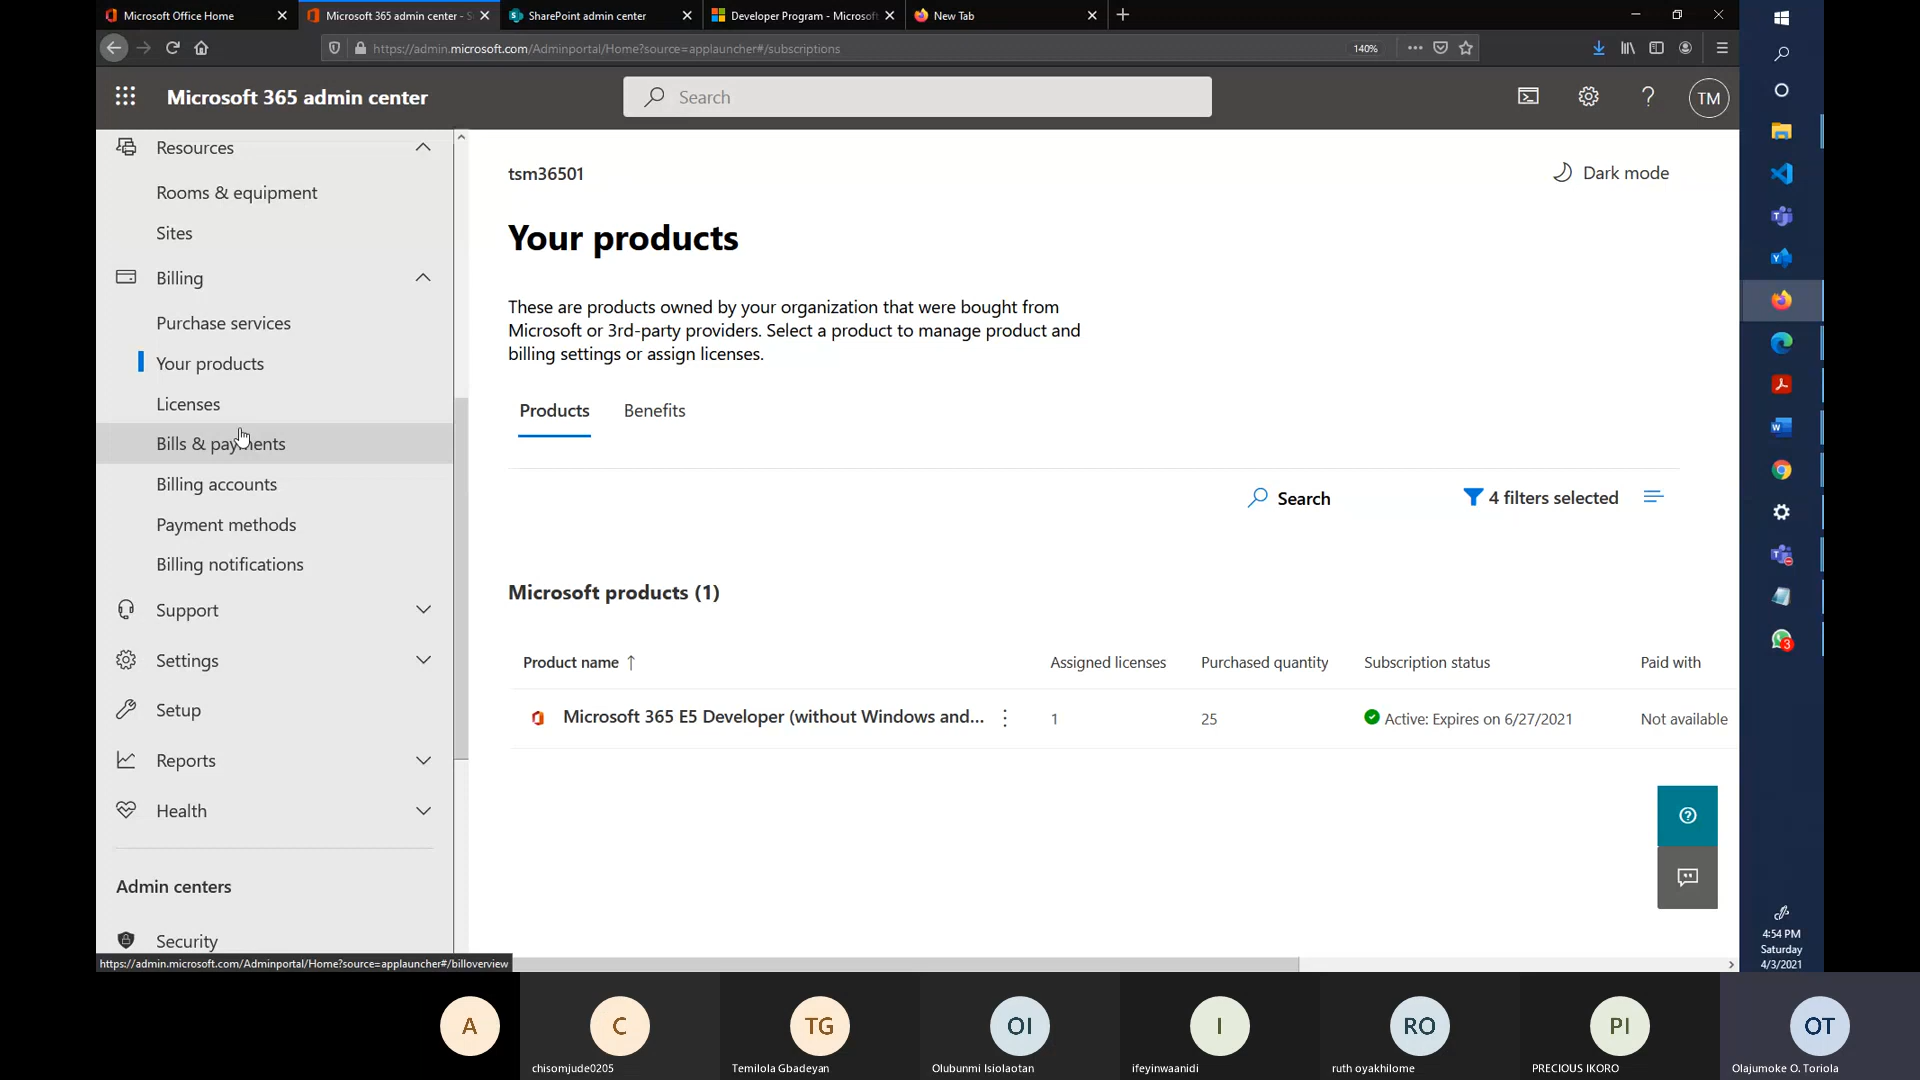 Microsoft Office Home
Microsoft 365 admin center - S
SharePoint admin center
Developer Program - Microsoft
New Tab
https://admin.microsoft.com/Adminportal/Home?source=applauncher#/subscriptions
140%
Microsoft 365 admin center
Search
TM
Resources
Rooms & equipment
Sites
Billing
Purchase services
Your products
Licenses
Bills & payments
Billing accounts
Payment methods
Billing notifications
Support
Settings
Setup
Reports
Health
Admin centers
Security
https://admin.microsoft.com/Adminportal/Home?source=applauncher#/billoverview
tsm36501
Dark mode
Your products
These are products owned by your organization that were bought from
Microsoft or 3rd-party providers. Select a product to manage product and
billing settings or assign licenses.
Products Benefits
Search
4 filters selected
Microsoft products (1)
Product name ↑ Assigned licenses Purchased quantity Subscription status Paid with
Microsoft 365 E5 Developer (without Windows and... 1 25 Active: Expires on 6/27/2021 Not available
3
4:54 PM
Saturday
4/3/2021
A
C
chisomjude0205
TG
Temilola Gbadeyan
OI
Olubunmi Isiolaotan
I
ifeyinwaanidi
RO
ruth oyakhilome
PI
PRECIOUS IKORO
OT
Olajumoke O. Toriola